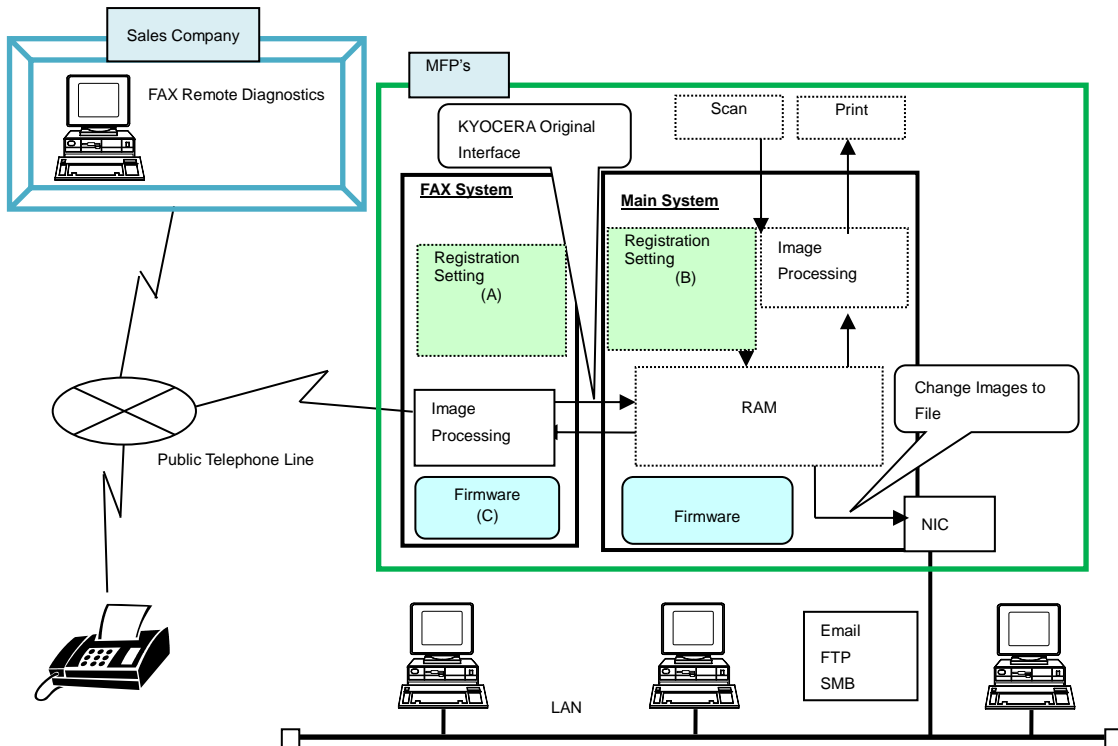 Sales Company
FAX Remote Diagnostics
MFP's
KYOCERA Original
Interface
Scan
Print
FAX System
Main System
Registration
Setting
(A)
Registration
Setting
(B)
Image
Processing
Image
Processing
RAM
Change Images to
File
Public Telephone Line
Firmware
(C)
Firmware
NIC
Email
FTP
SMB
LAN